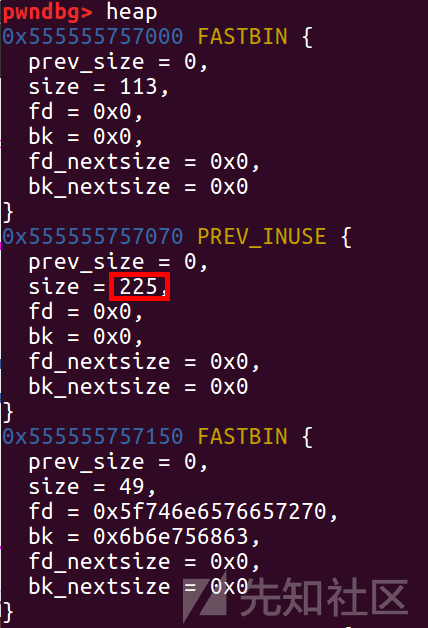 pwndbg> heap
0x555555757000 FASTBIN {
  prev_size = 0,
  size = 113,
  fd = 0x0,
  bk = 0x0,
  fd_nextsize = 0x0,
  bk_nextsize = 0x0
}
0x555555757070 PREV_INUSE {
  prev_size = 0,
  size = 225,
  fd = 0x0,
  bk = 0x0,
  fd_nextsize = 0x0,
  bk_nextsize = 0x0
}
0x555555757150 FASTBIN {
  prev_size = 0,
  size = 49,
  fd = 0x5f746e6576657270,
  bk = 0x6b6e756863,
  fd_nextsize = 0x0,
  bk_nextsize = 0x0
}
先知社区